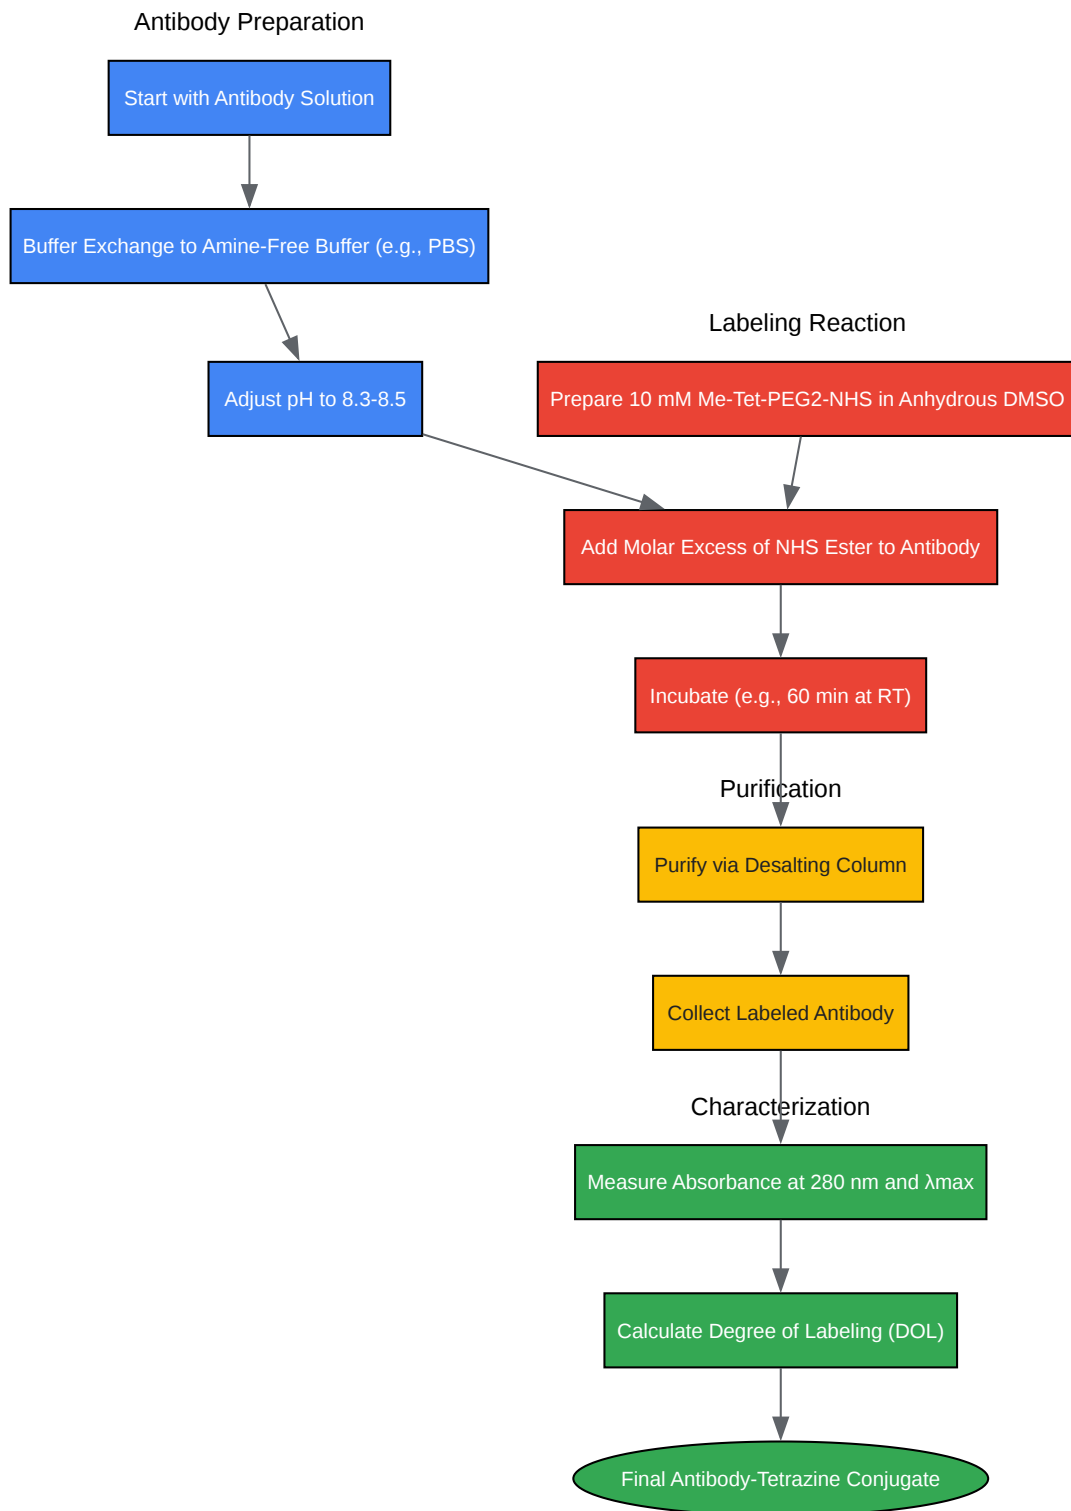 Antibody Preparation
Start with Antibody Solution
Buffer Exchange to Amine-Free Buffer (e.g., PBS)
Adjust pH to 8.3-8.5
Labeling Reaction
Prepare 10 mM Me-Tet-PEG2-NHS in Anhydrous DMSO
Add Molar Excess of NHS Ester to Antibody
Incubate (e.g., 60 min at RT)
Purification
Purify via Desalting Column
Collect Labeled Antibody
Characterization
Measure Absorbance at 280 nm and λmax
Calculate Degree of Labeling (DOL)
Final Antibody-Tetrazine Conjugate